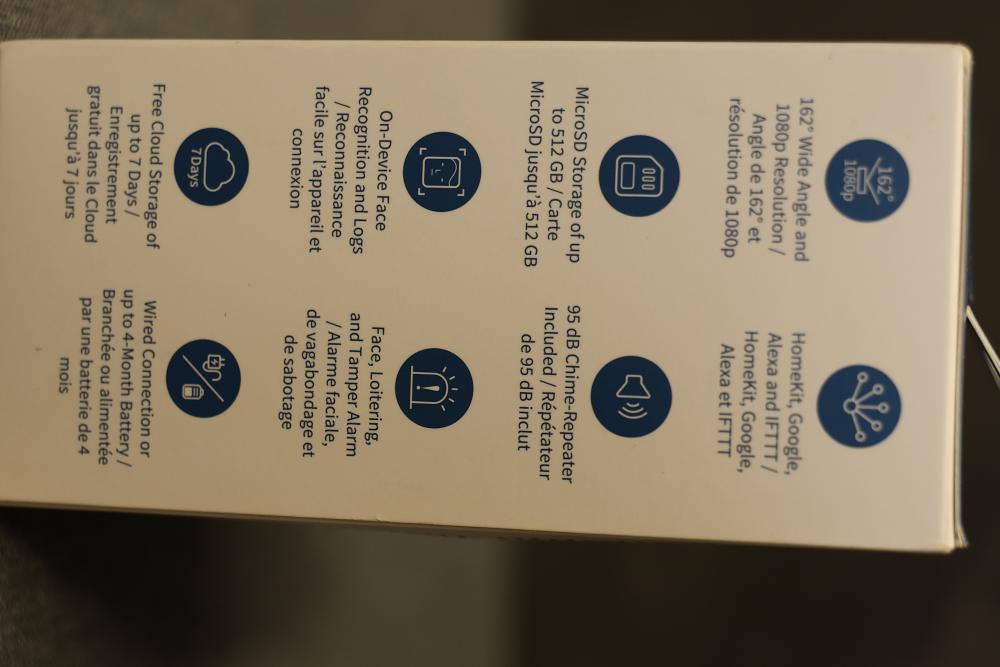 162°
1080p
162° Wide Angle and
1080p Resolution /
Angle de 162° et
résolution de 1080p
HomeKit, Google,
Alexa and IFTTT /
HomeKit, Google,
Alexa et IFTTT
MicroSD Storage of up
to 512 GB / Carte
MicroSD jusqu'à 512 GB
95 dB Chime-Repeater
Included / Répétateur
de 95 dB inclut
On-Device Face
Recognition and Logs
/ Reconnaissance
facile sur l'appareil et
connexion
Face, Loitering,
and Tamper Alarm
/ Alarme faciale,
de vagabondage et
de sabotage
7Days
Free Cloud Storage of
up to 7 Days /
Enregistrement
gratuit dans le Cloud
jusqu'à 7 jours
Wired Connection or
up to 4-Month Battery /
Branchée ou alimentée
par une batterie de 4
mois